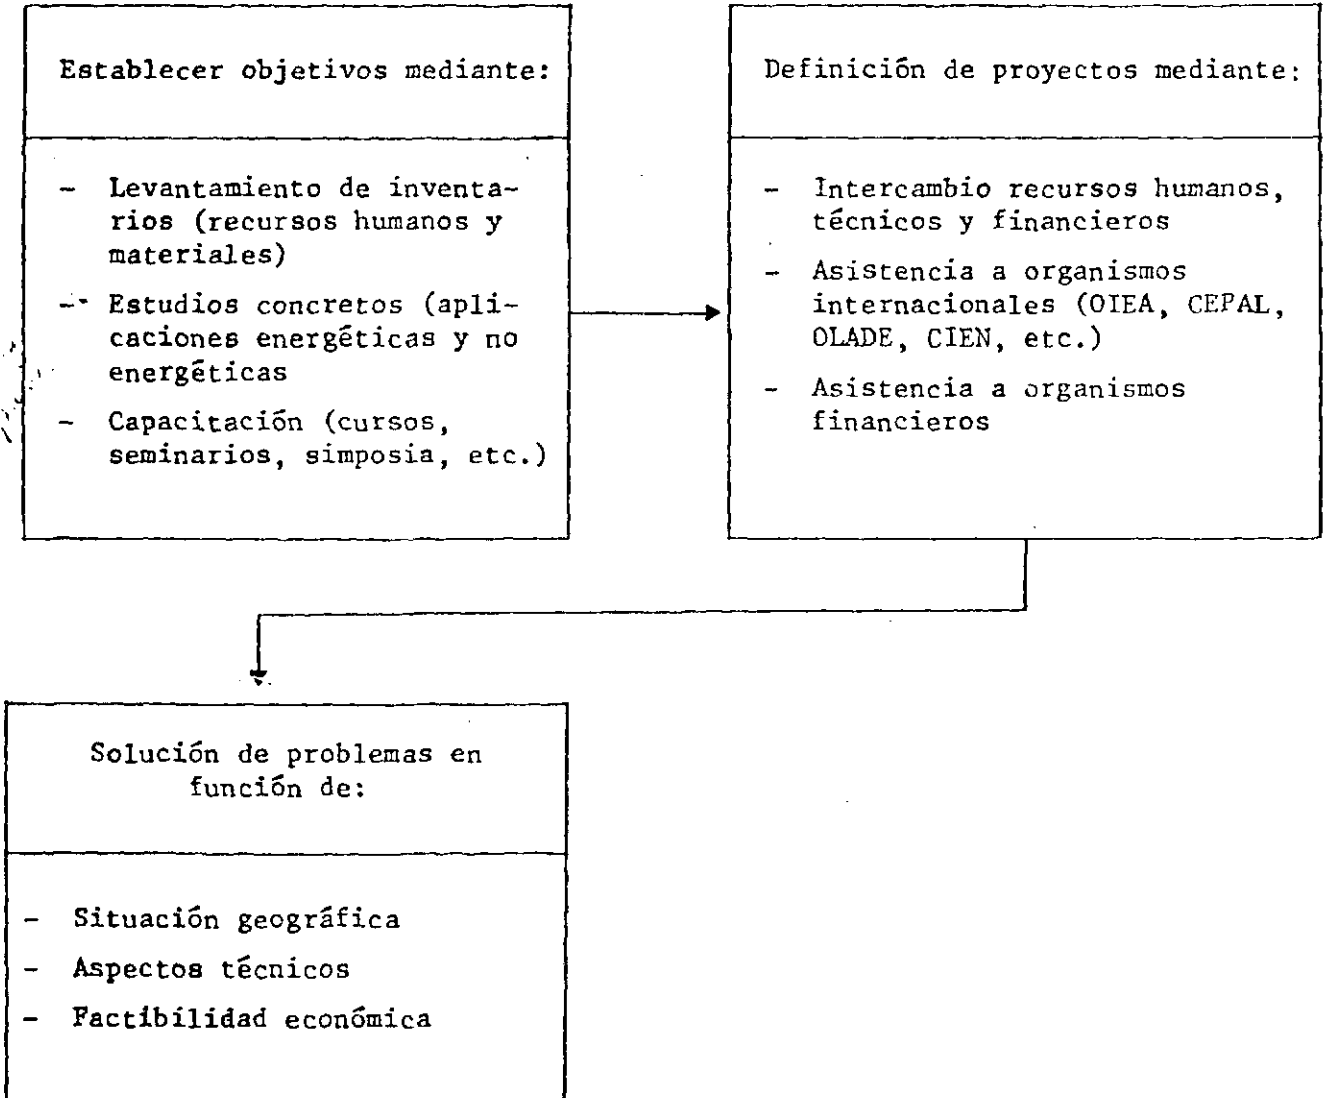 Establecer objetivos mediante:
- Levantamiento de inventa-
rios (recursos humanos y
materiales)
- Estudios concretos (apli-
caciones energéticas y no
energéticas
- Capacitación (cursos,
seminarios, simposia, etc.)
Definición de proyectos mediante:
- Intercambio recursos humanos,
técnicos y financieros
- Asistencia a organismos
internacionales (OIEA, CEPAL,
OLADE, CIEN, etc.)
- Asistencia a organismos
financieros
Solución de problemas en
función de:
- Situación geográfica
- Aspectos técnicos
- Factibilidad económica